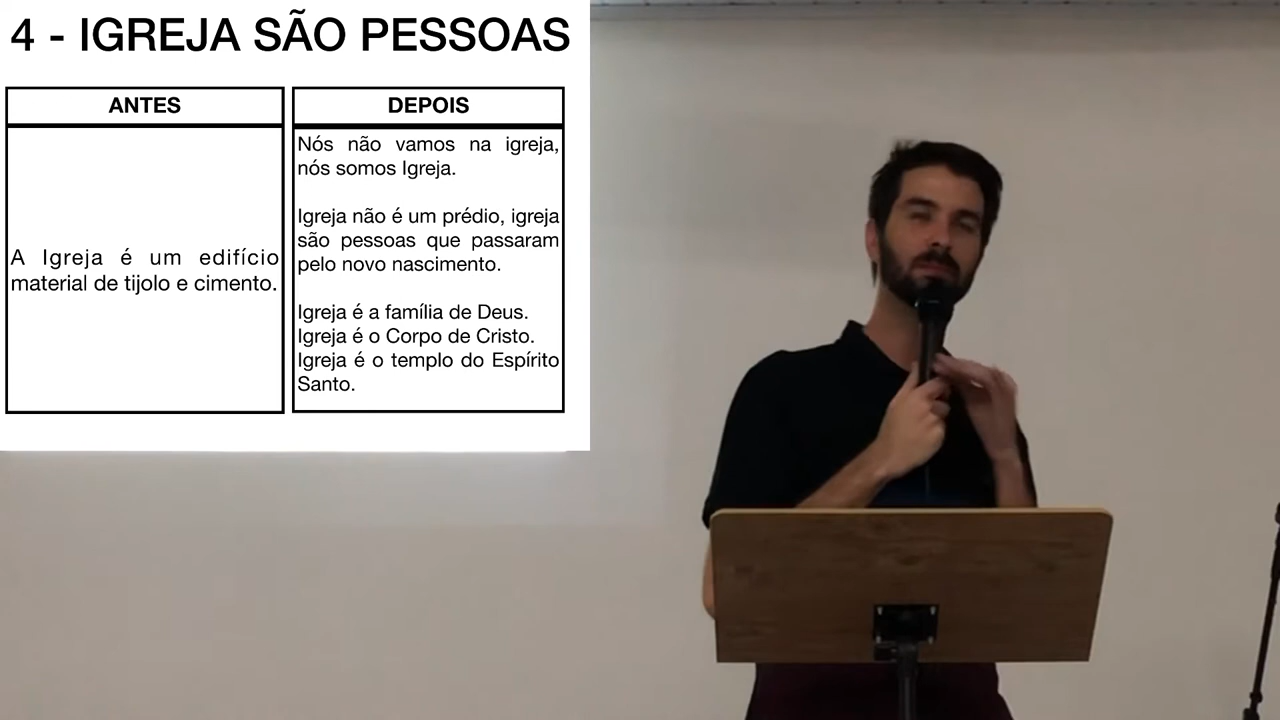 4 - IGREJA SÃO PESSOAS
ANTES
A Igreja é um edifício
material de tijolo e cimento.
DEPOIS
Nós não vamos na igreja,
nós somos Igreja.
Igreja não é um prédio, igreja
são pessoas que passaram
pelo novo nascimento.
Igreja é a família de Deus.
Igreja é o Corpo de Cristo.
Igreja é o templo do Espírito
Santo.